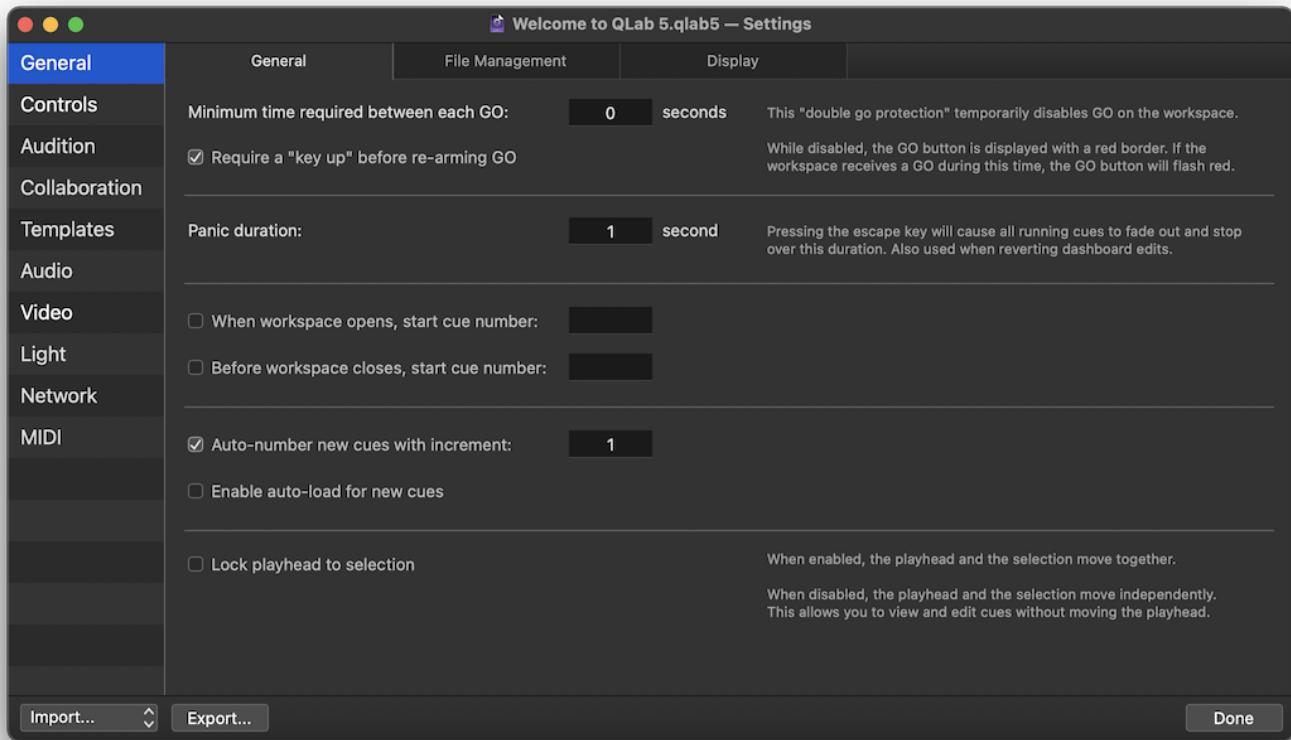 Welcome to QLab 5.qlab5 — Settings
General
Controls
Audition
Collaboration
Templates
Audio
Video
Light
Network
MIDI
General File Management Display
Minimum time required between each GO: 0 seconds
This "double go protection" temporarily disables GO on the workspace.
Require a "key up" before re-arming GO
While disabled, the GO button is displayed with a red border. If the
workspace receives a GO during this time, the GO button will flash red.
Panic duration: 1 second
Pressing the escape key will cause all running cues to fade out and stop
over this duration. Also used when reverting dashboard edits.
When workspace opens, start cue number:
Before workspace closes, start cue number:
Auto-number new cues with increment: 1
Enable auto-load for new cues
Lock playhead to selection
When enabled, the playhead and the selection move together.
When disabled, the playhead and the selection move independently.
This allows you to view and edit cues without moving the playhead.
Import... Export... Done